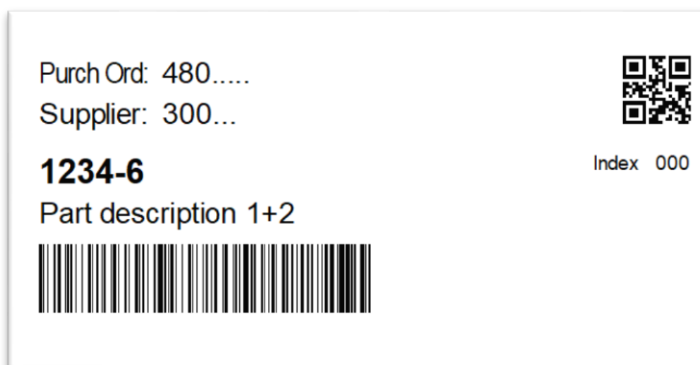 Purch Ord: 480.....
Supplier: 300...
1234-6
Part description 1+2
Index 000